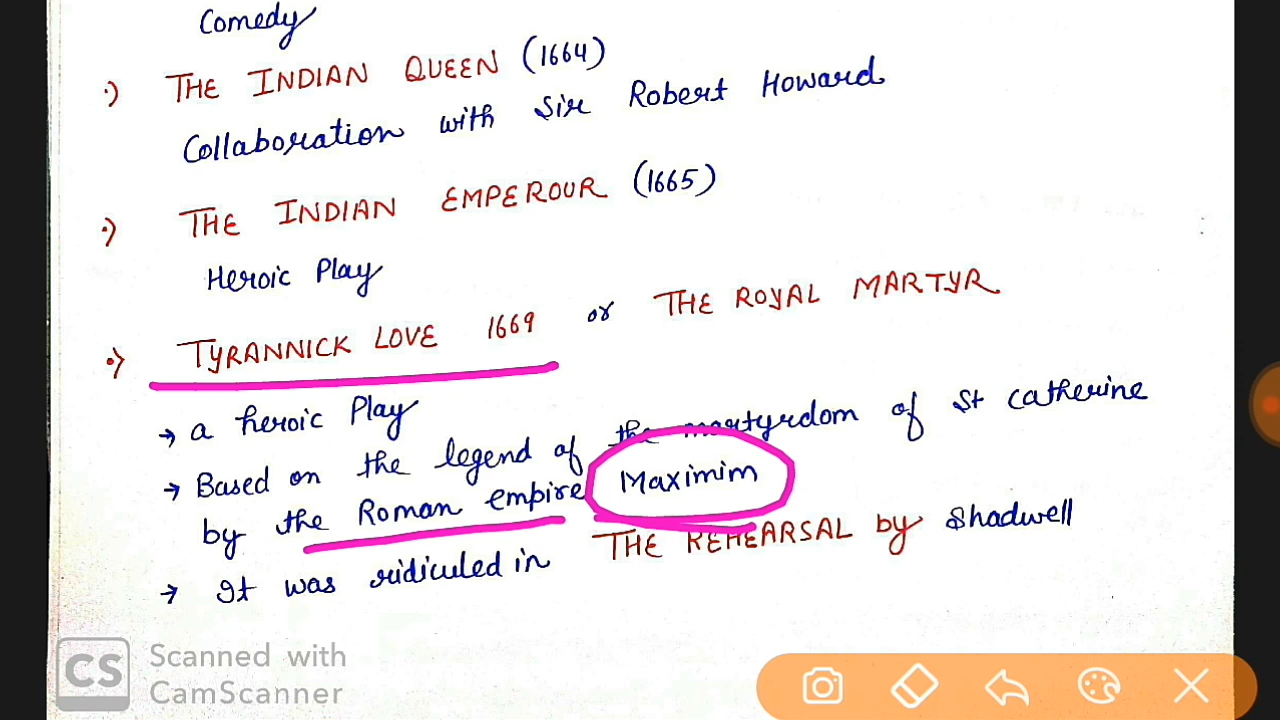 Comedy
·) THE INDIAN QUEEN (1664)
Collaboration with Sir Robert Howard
·) THE INDIAN EMPEROUR (1665)
Heroic Play
·) TYRANNICK LOVE 1669 or THE ROYAL MARTYR
→ a heroic Play
→ Based on the legend of the martyrdom of St catherine
by the Roman empire Maximim
→ It was ridiculed in THE REHEARSAL by Shadwell
CS Scanned with
CamScanner